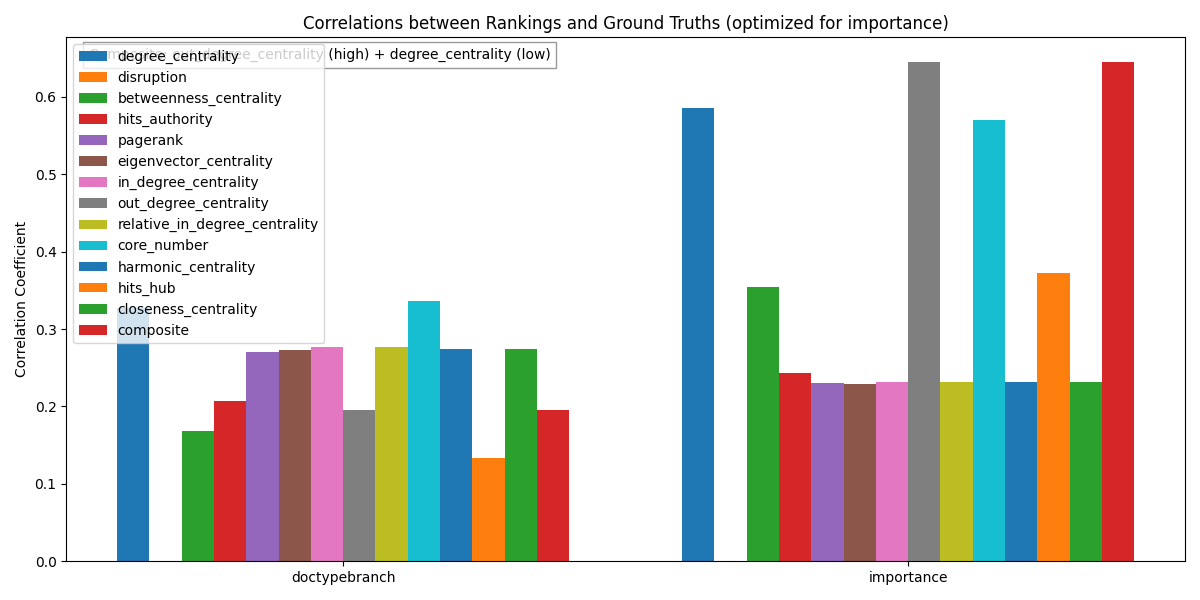 Correlations between Rankings and Ground Truths (optimized for importance)
Composite: out_degree_centrality (high) + degree_centrality (low)
degree_centrality
disruption
betweenness_centrality
hits_authority
pagerank
eigenvector_centrality
in_degree_centrality
out_degree_centrality
relative_in_degree_centrality
core_number
harmonic_centrality
hits_hub
closeness_centrality
composite
Correlation Coefficient
0.6
0.5
0.4
0.3
0.2
0.1
0.0
doctypebranch importance